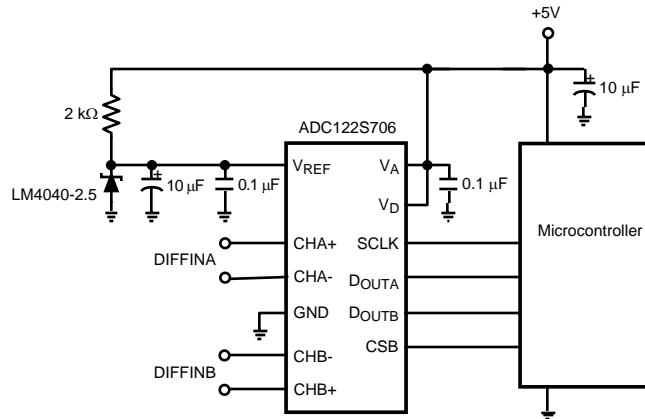 +5V
10 μF
2 kΩ
ADC122S706
VREF
VA
LM4040-2.5
10 μF
0.1 μF
0.1 μF
VD
Microcontroller
CHA+
SCLK
DIFFINA
CHA-
DOUTA
GND
DOUTB
CHB-
CSB
DIFFINB
CHB+